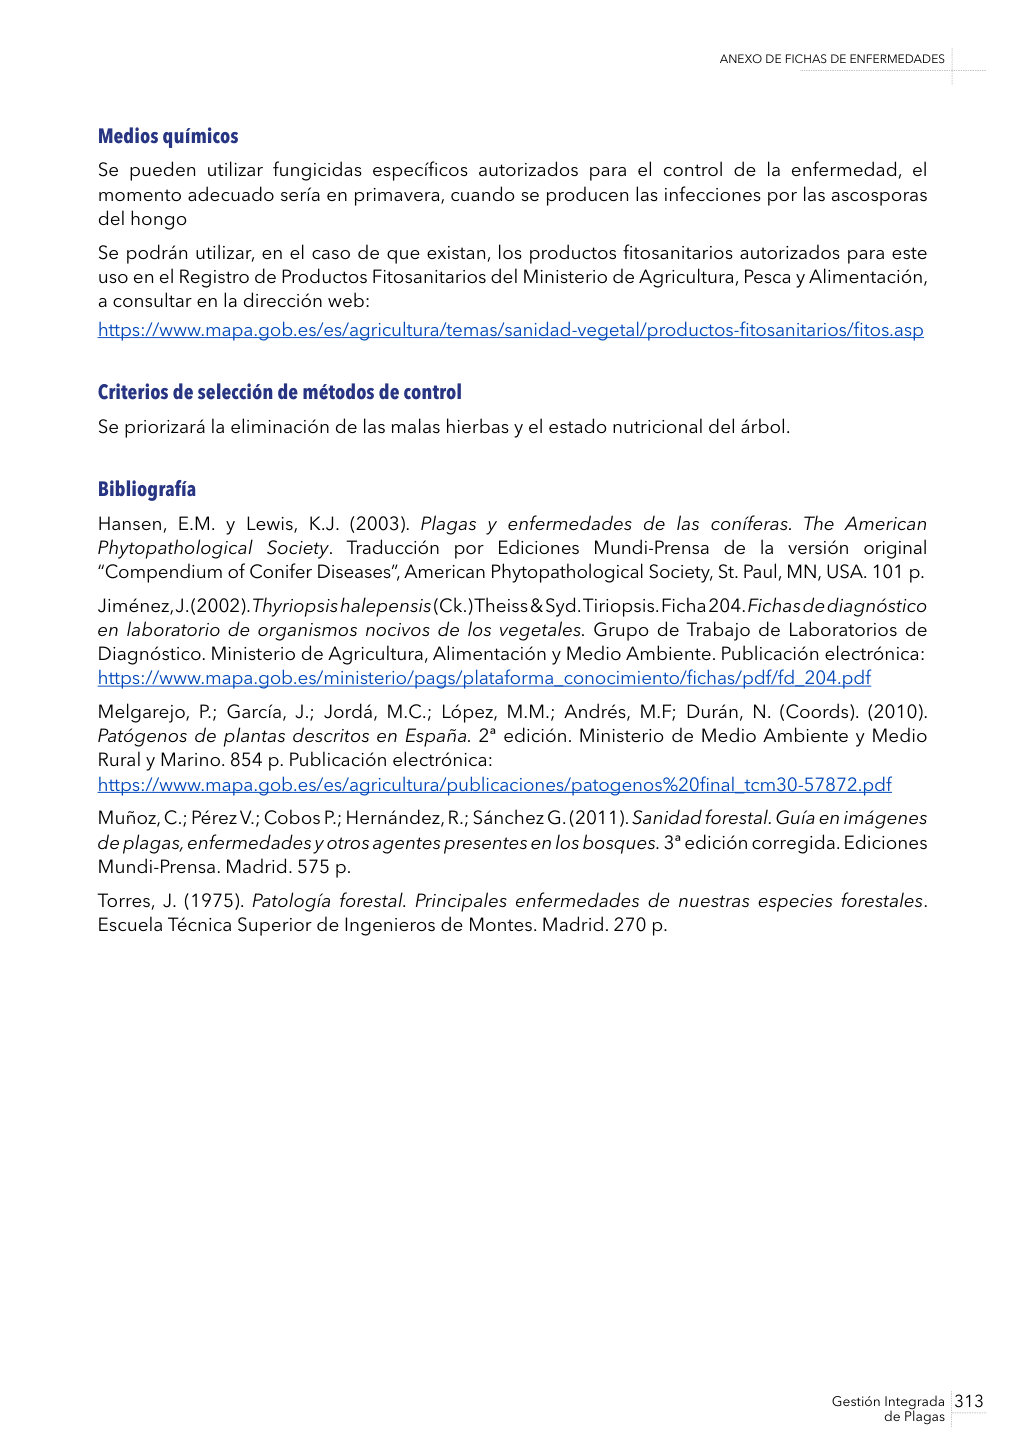 ANEXO DE FICHAS DE ENFERMEDADES
Medios químicos
Se pueden utilizar fungicidas específicos autorizados para el control de la enfermedad, el
momento adecuado sería en primavera, cuando se producen las infecciones por las ascosporas
del hongo
Se podrán utilizar, en el caso de que existan, los productos fitosanitarios autorizados para este
uso en el Registro de Productos Fitosanitarios del Ministerio de Agricultura, Pesca y Alimentación,
a consultar en la dirección web:
https://www.mapa.gob.es/es/agricultura/temas/sanidad-vegetal/productos-fitosanitarios/fitos.asp
Criterios de selección de métodos de control
Se priorizará la eliminación de las malas hierbas y el estado nutricional del árbol.
Bibliografía
Hansen, E.M. y Lewis, K.J. (2003). Plagas y enfermedades de las coníferas. The American
Phytopathological Society. Traducción por Ediciones Mundi-Prensa de la versión original
“Compendium of Conifer Diseases”, American Phytopathological Society, St. Paul, MN, USA. 101 p.
Jiménez, J. (2002). Thyriopsis halepensis (Ck.) Theiss & Syd. Tiriopsis. Ficha 204. Fichas de diagnóstico
en laboratorio de organismos nocivos de los vegetales. Grupo de Trabajo de Laboratorios de
Diagnóstico. Ministerio de Agricultura, Alimentación y Medio Ambiente. Publicación electrónica:
https://www.mapa.gob.es/ministerio/pags/plataforma_conocimiento/fichas/pdf/fd_204.pdf
Melgarejo, P.; García, J.; Jordá, M.C.; López, M.M.; Andrés, M.F; Durán, N. (Coords). (2010).
Patógenos de plantas descritos en España. 2ª edición. Ministerio de Medio Ambiente y Medio
Rural y Marino. 854 p. Publicación electrónica:
https://www.mapa.gob.es/es/agricultura/publicaciones/patogenos%20final_tcm30-57872.pdf
Muñoz, C.; Pérez V.; Cobos P.; Hernández, R.; Sánchez G. (2011). Sanidad forestal. Guía en imágenes
de plagas, enfermedades y otros agentes presentes en los bosques. 3ª edición corregida. Ediciones
Mundi-Prensa. Madrid. 575 p.
Torres, J. (1975). Patología forestal. Principales enfermedades de nuestras especies forestales.
Escuela Técnica Superior de Ingenieros de Montes. Madrid. 270 p.
Gestión Integrada 313
de Plagas